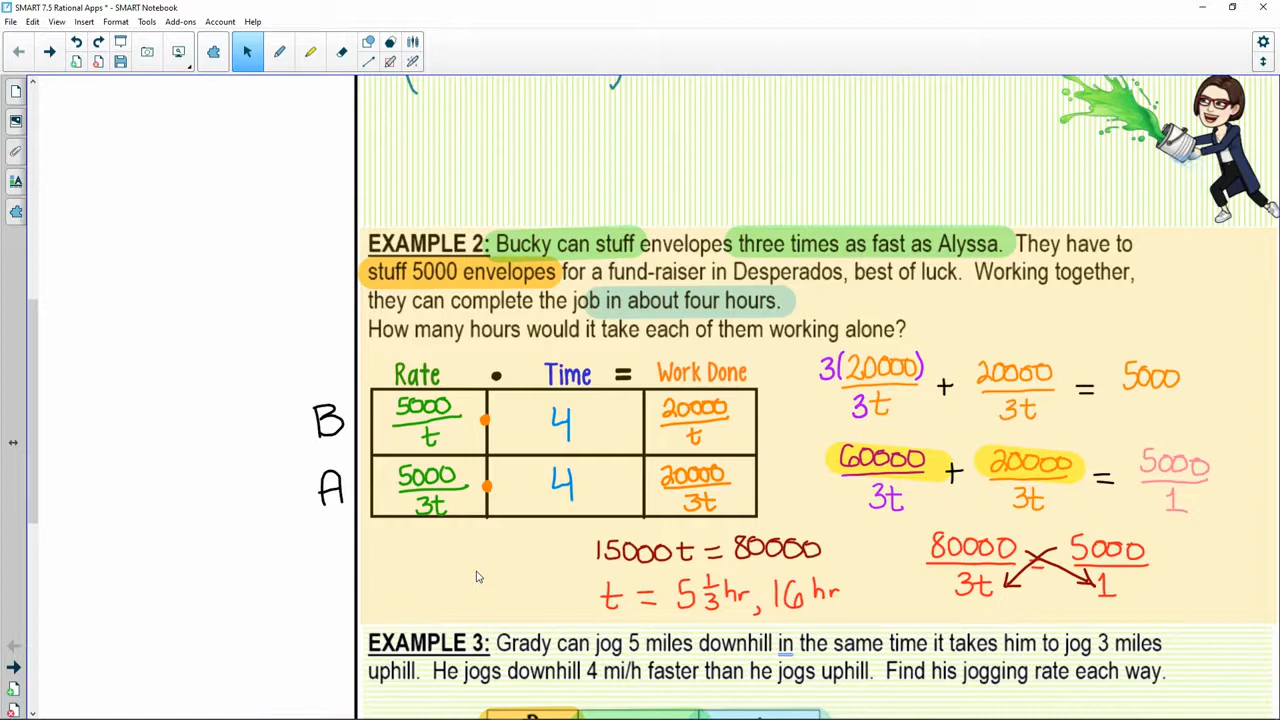 SMART 7.5 Rational Apps * - SMART Notebook
File Edit View Insert Format Tools Add-ons Account Help
EXAMPLE 2: Bucky can stuff envelopes three times as fast as Alyssa. They have to
stuff 5000 envelopes for a fund-raiser in Desperados, best of luck. Working together,
they can complete the job in about four hours.
How many hours would it take each of them working alone?
Rate • Time = Work Done
B 5000/t • 4 20000/t
A 5000/3t • 4 20000/3t
3(20000)/3t + 20000/3t = 5000
60000/3t + 20000/3t = 5000/1
80000/3t = 5000/1
15000t = 80000
t = 5 1/3 hr, 16 hr
EXAMPLE 3: Grady can jog 5 miles downhill in the same time it takes him to jog 3 miles
uphill. He jogs downhill 4 mi/h faster than he jogs uphill. Find his jogging rate each way.